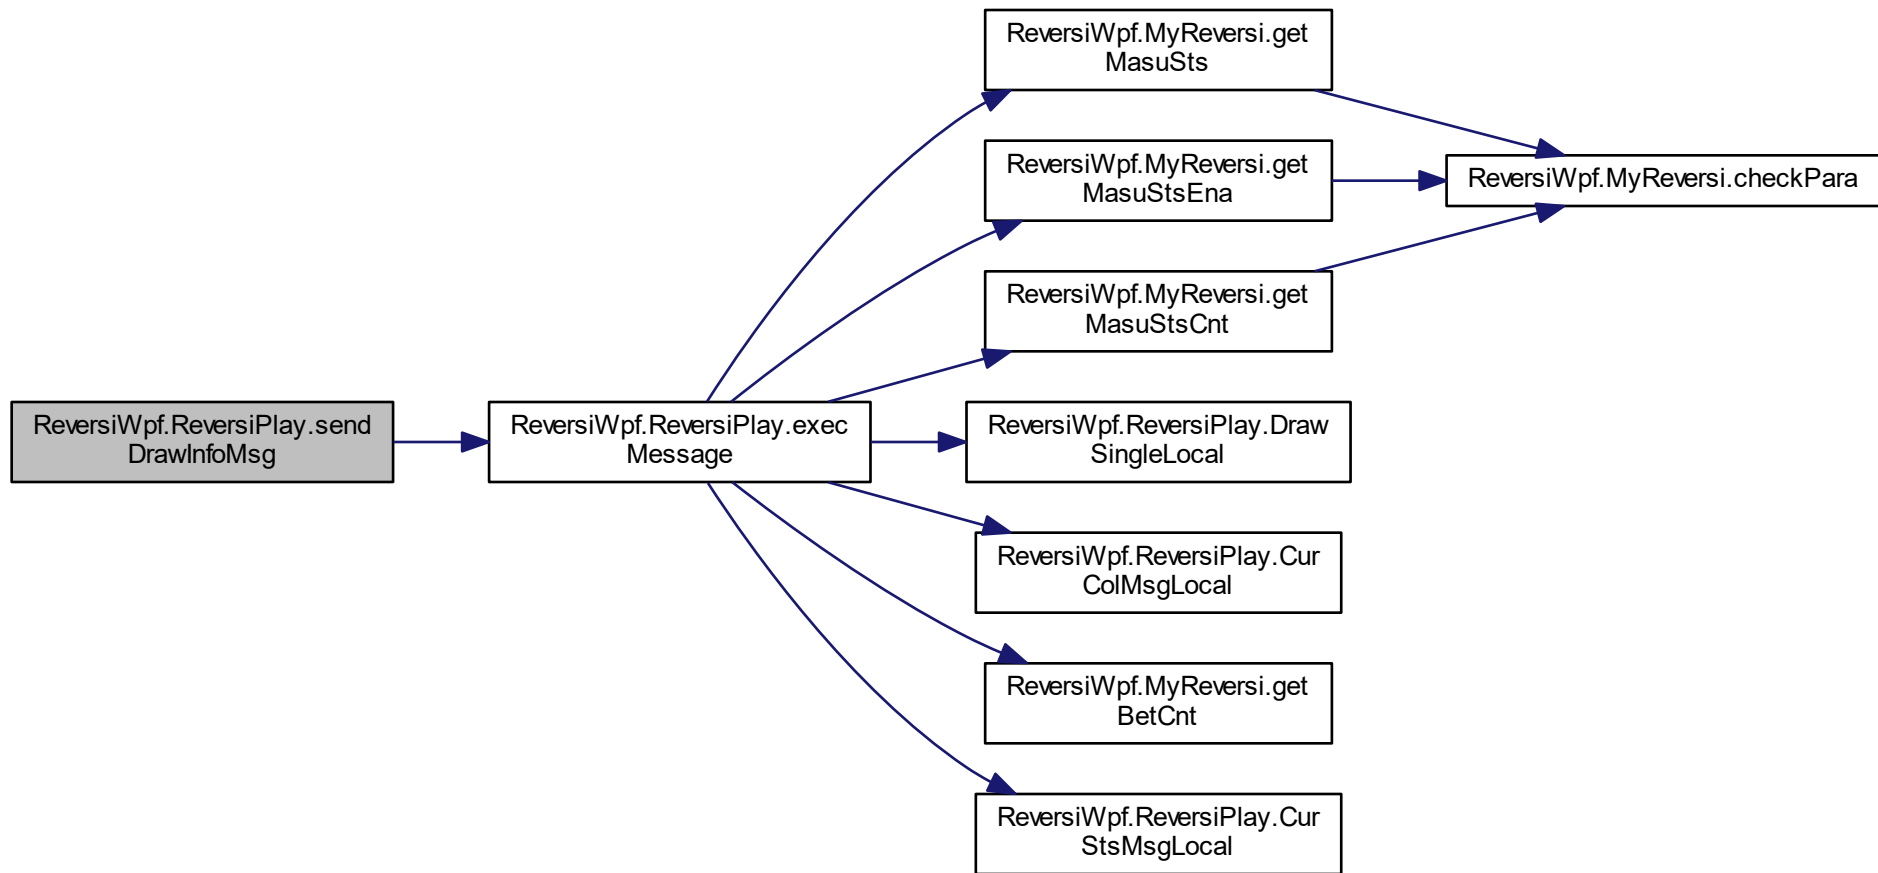 ReversiWpf.MyReversi.get
MasuSts
ReversiWpf.MyReversi.get
MasuStsEna
ReversiWpf.MyReversi.checkPara
ReversiWpf.MyReversi.get
MasuStsCnt
ReversiWpf.ReversiPlay.send
DrawInfoMsg
ReversiWpf.ReversiPlay.exec
Message
ReversiWpf.ReversiPlay.Draw
SingleLocal
ReversiWpf.ReversiPlay.Cur
ColMsgLocal
ReversiWpf.MyReversi.get
BetCnt
ReversiWpf.ReversiPlay.Cur
StsMsgLocal